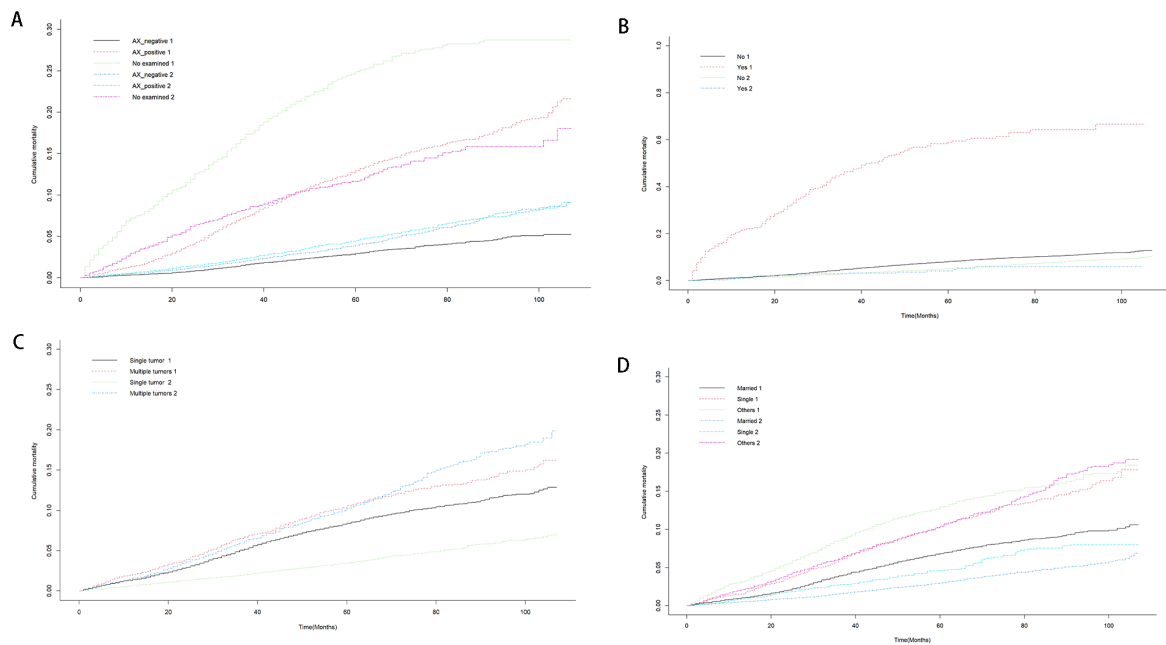 A
0.30
0.25
0.20
0.15
0.10
0.05
0.00
Cumulative mortality
AX_negative 1
AX_positive 1
No examined 1
AX_negative 2
AX_positive 2
No examined 2
0 20 40 60 80 100
B
1.0
0.8
0.6
0.4
0.2
0.0
Cumulative mortality
No 1
Yes 1
No 2
Yes 2
0 20 40 60 80 100
Time(Months)
C
0.30
0.25
0.20
0.15
0.10
0.05
0.00
Cumulative mortality
Single tumor 1
Multiple tumors 1
Single tumor 2
Multiple tumors 2
0 20 40 60 80 100
Time(Months)
D
0.30
0.25
0.20
0.15
0.10
0.05
0.00
Cumulative mortality
Married 1
Single 1
Others 1
Married 2
Single 2
Others 2
0 20 40 60 80 100
Time(Months)